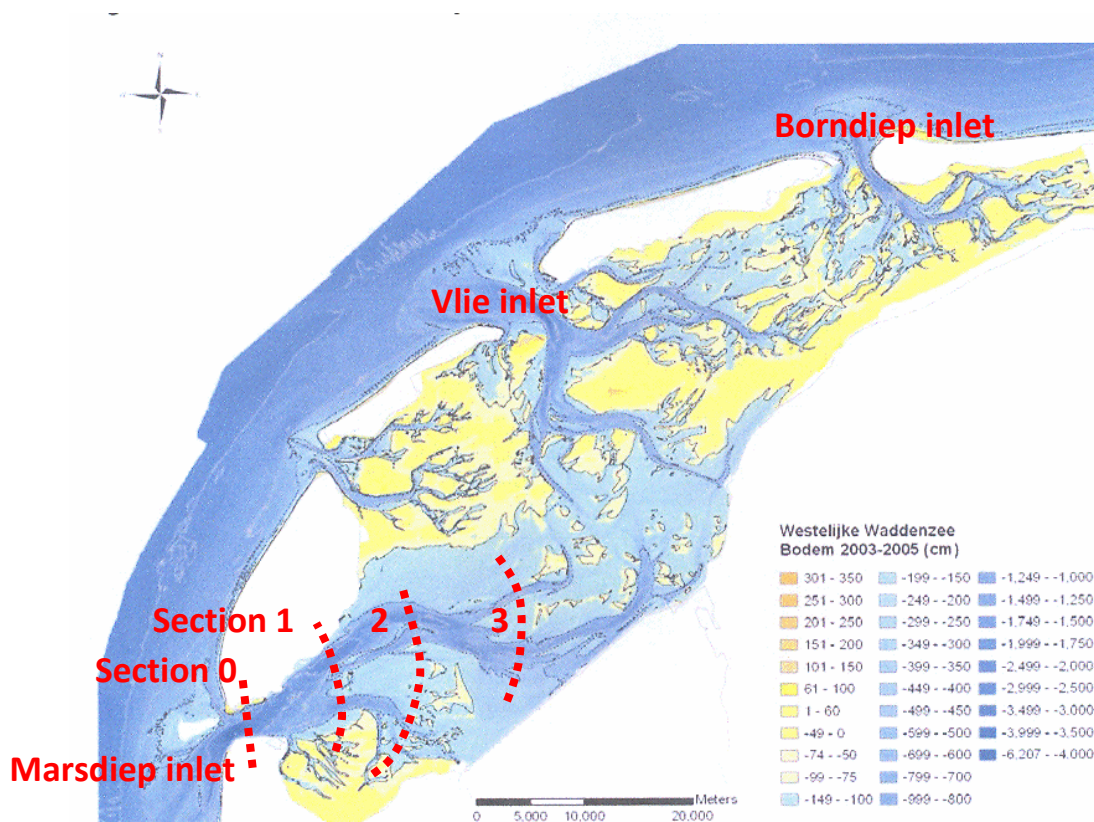 N
Borndiep inlet
Vlie inlet
Section 1
2
3
Section 0
Marsdiep inlet
Meters
0
5,000
10,000
20,000
Westelijke Waddenzee
Bodem 2003-2005 (cm)
301 - 350
251 - 300
201 - 250
151 - 200
101 - 150
61 - 100
1 - 60
-49 - 0
-74 - -50
-99 - -75
-149 - -100
-199 - -150
-249 - -200
-299 - -250
-349 - -300
-399 - -350
-449 - -400
-499 - -450
-599 - -500
-699 - -600
-799 - -700
-999 - -800
-1,249 - -1,000
-1,499 - -1,250
-1,749 - -1,500
-1,999 - -1,750
-2,499 - -2,000
-2,999 - -2,500
-3,499 - -3,000
-3,999 - -3,500
-6,207 - -4,000